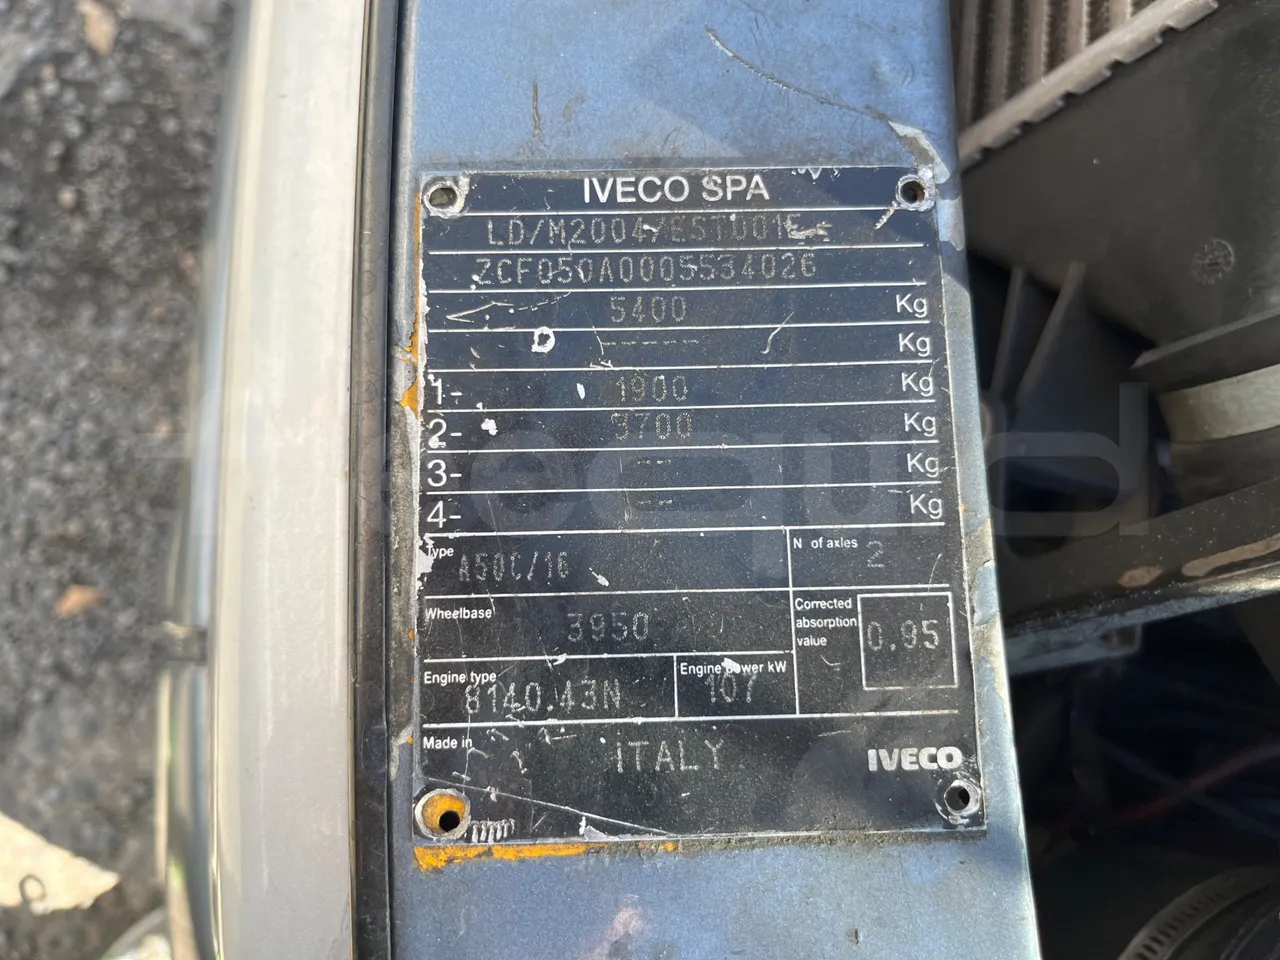 IVECO SPA
LD/M2004/ESTD01E
ZCF050A0005534026
5400 Kg
----- Kg
1- 1900 Kg
2- 3700 Kg
3- -- Kg
4- -- Kg
Type A50C/16
N of axles 2
Wheelbase 3950
Corrected absorption value 0.95
Engine type 8140.43N
Engine power kW 107
Made in ITALY
IVECO